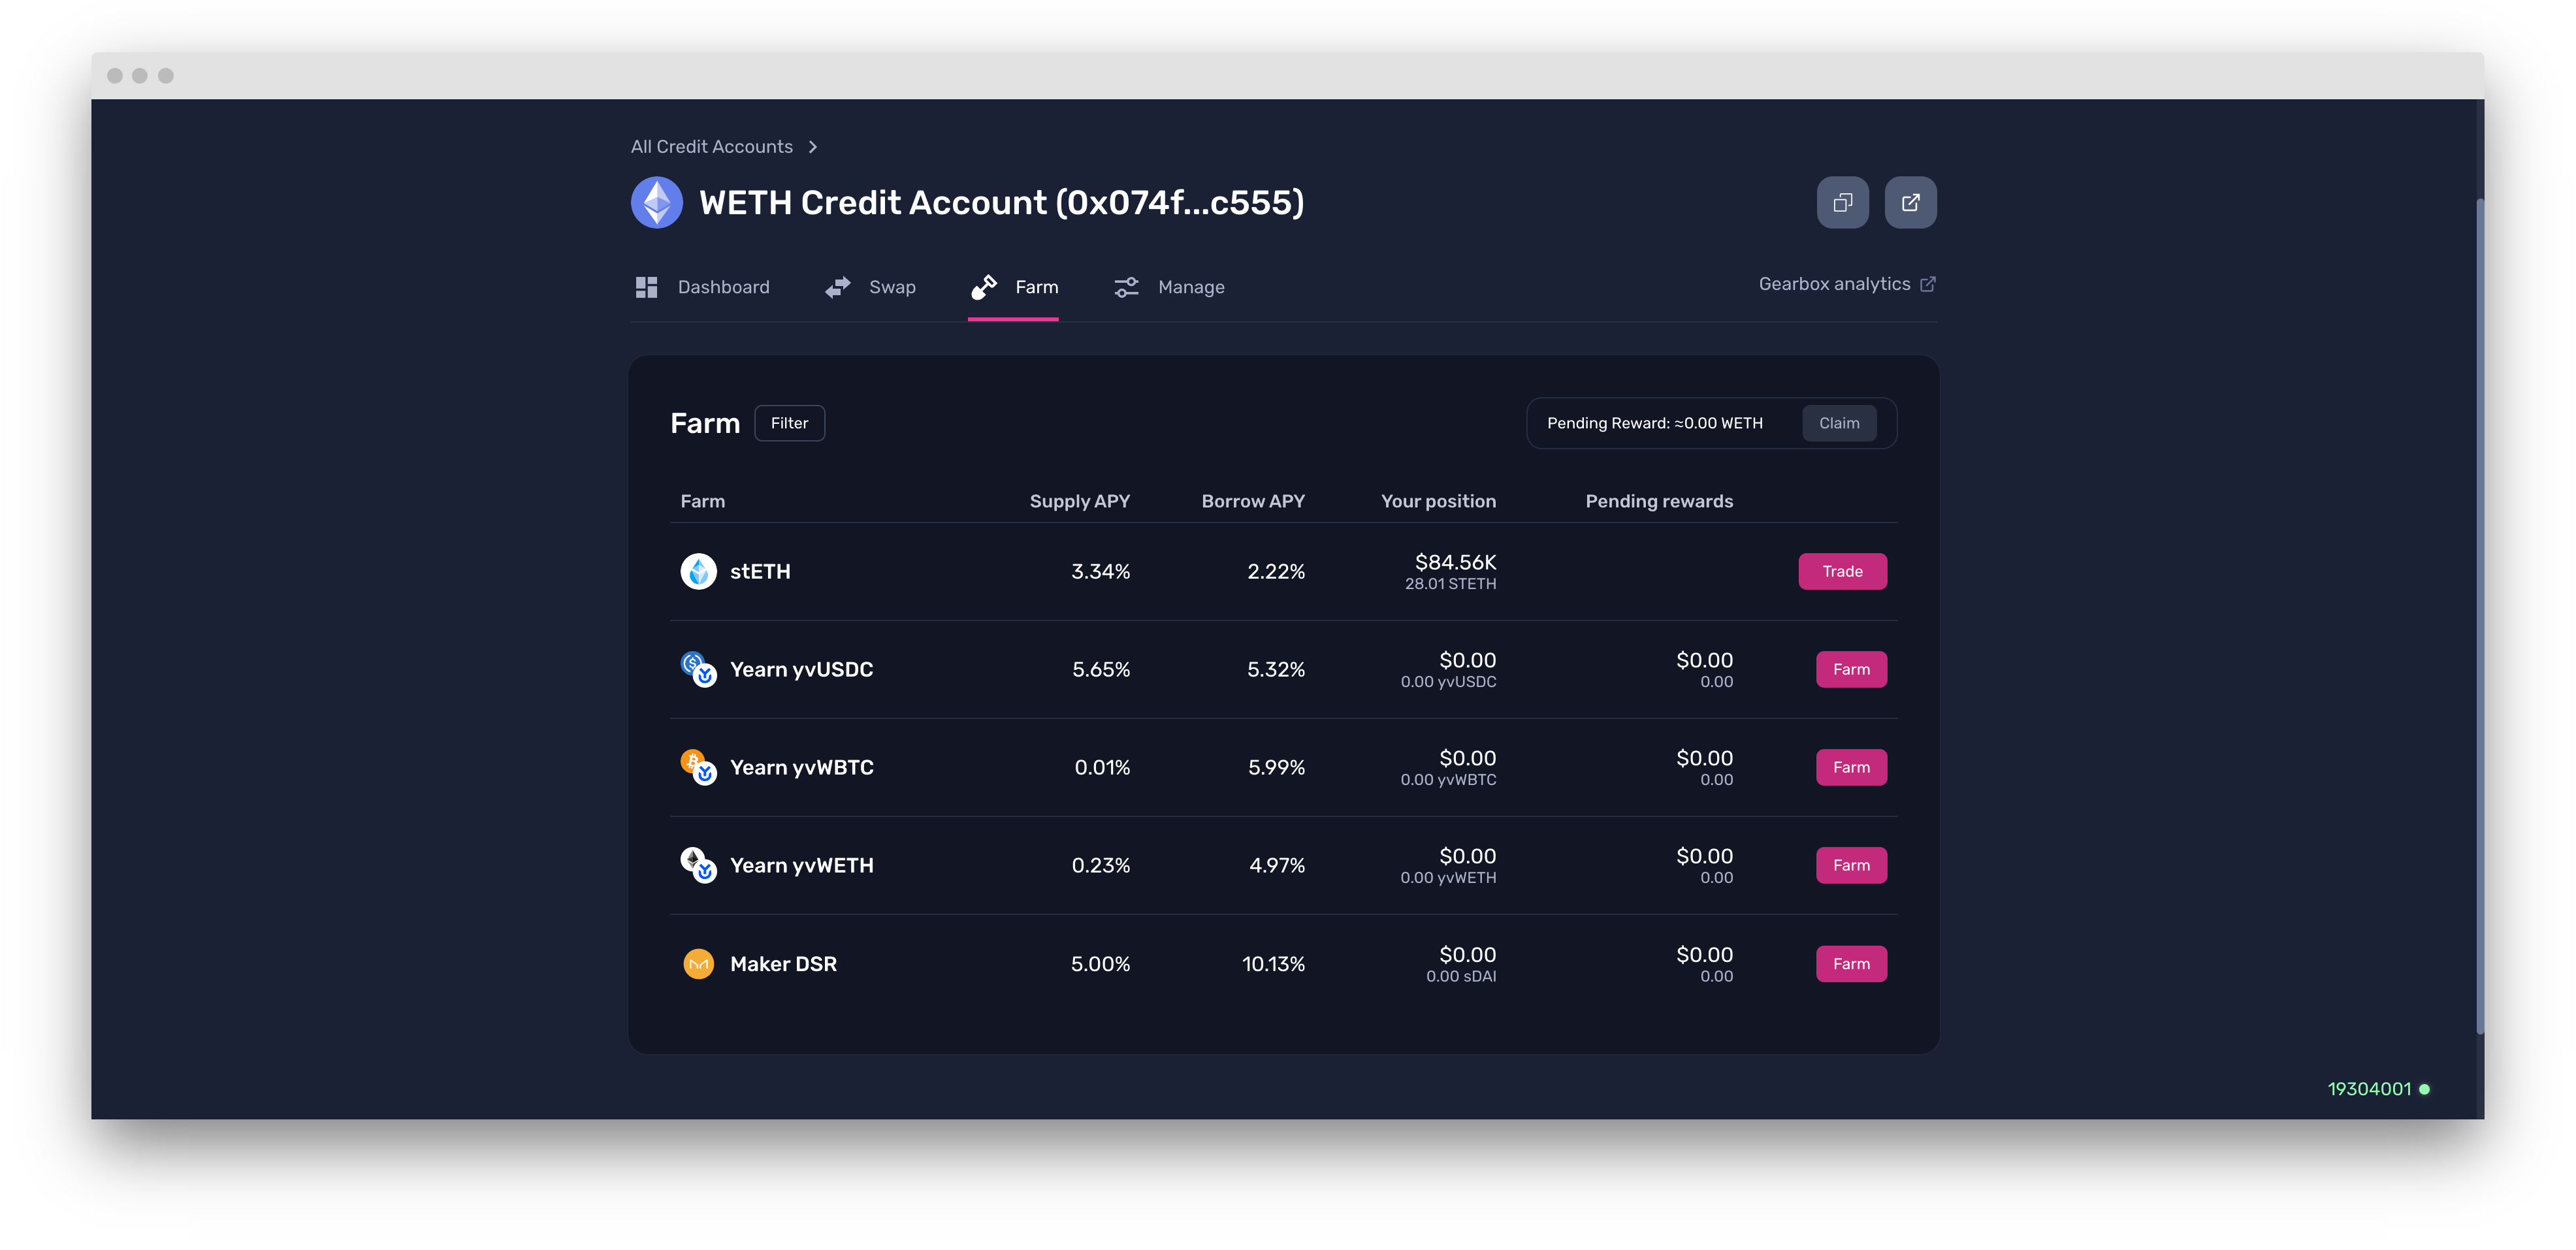 All Credit Accounts
WETH Credit Account (0x074f...c555)
Dashboard Swap Farm Manage Gearbox analytics
Farm Filter Pending Reward: ≈0.00 WETH Claim
Farm Supply APY Borrow APY Your position Pending rewards
stETH 3.34% 2.22% $84.56K Trade
28.01 STETH
Yearn yvUSDC 5.65% 5.32% $0.00 $0.00 Farm
0.00 yvUSDC 0.00
Yearn yvWBTC 0.01% 5.99% $0.00 $0.00 Farm
0.00 yvWBTC 0.00
Yearn yvWETH 0.23% 4.97% $0.00 $0.00 Farm
0.00 yvWETH 0.00
Maker DSR 5.00% 10.13% $0.00 $0.00 Farm
0.00 sDAI 0.00
19304001